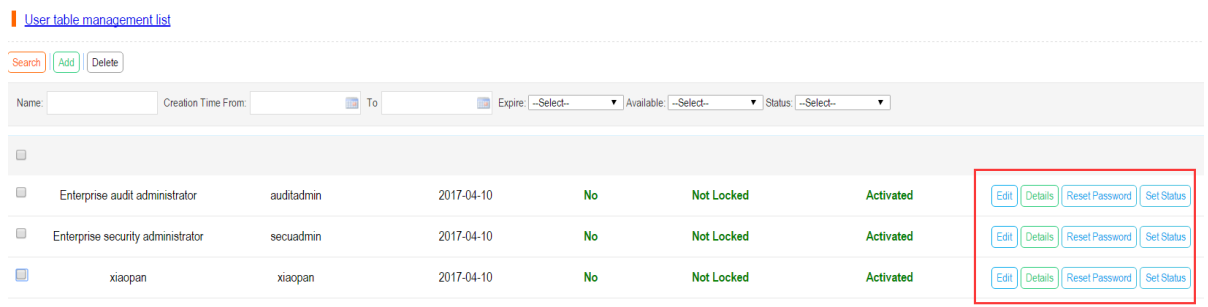 User table management list
Search Add Delete
Name: Creation Time From: To Expire: --Select-- Available: --Select-- Status: --Select--
Enterprise audit administrator auditadmin 2017-04-10 No Not Locked Activated Edit Details Reset Password Set Status
Enterprise security administrator secuadmin 2017-04-10 No Not Locked Activated Edit Details Reset Password Set Status
xiaopan xiaopan 2017-04-10 No Not Locked Activated Edit Details Reset Password Set Status